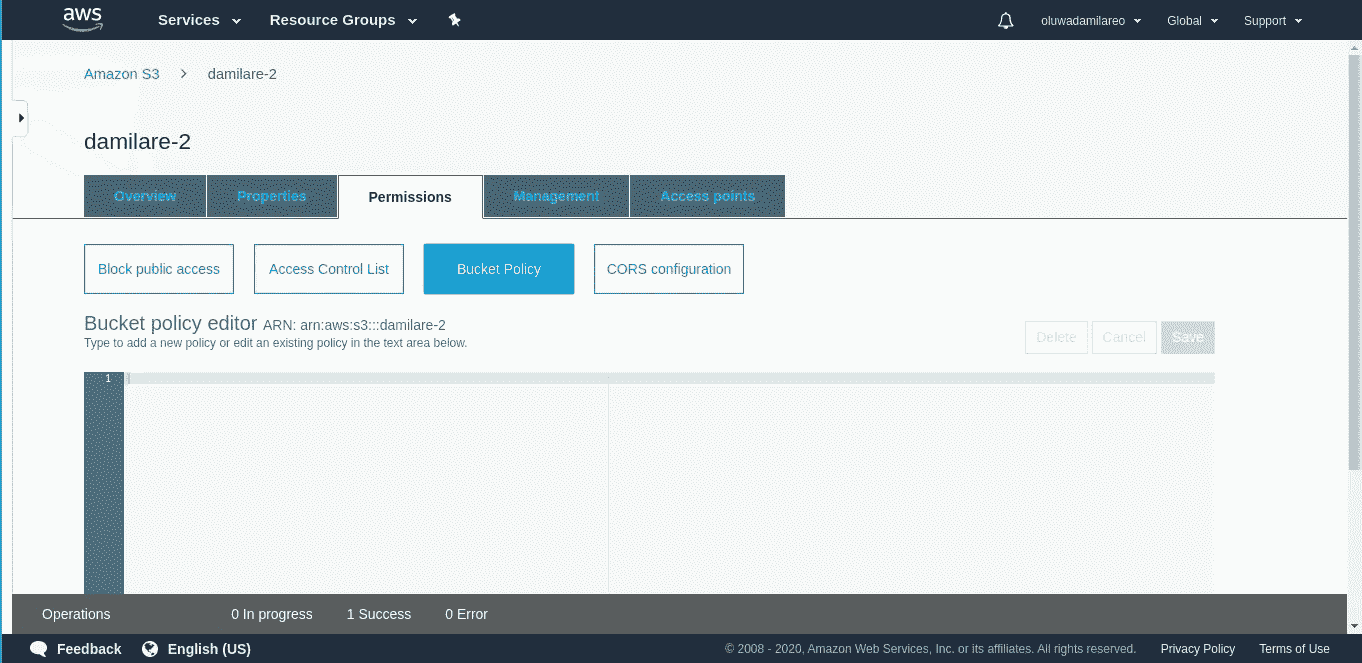 aws Services Resource Groups oluwadamilareo Global Support
Amazon S3 damilare-2
damilare-2
Overview Properties Permissions Management Access points
Block public access Access Control List Bucket Policy CORS configuration
Bucket policy editor ARN: arn:aws:s3:::damilare-2
Type to add a new policy or edit an existing policy in the text area below.
Delete Cancel Save
1
Operations 0 In progress 1 Success 0 Error
Feedback English (US) © 2008 - 2020, Amazon Web Services, Inc. or its affiliates. All rights reserved. Privacy Policy Terms of Use